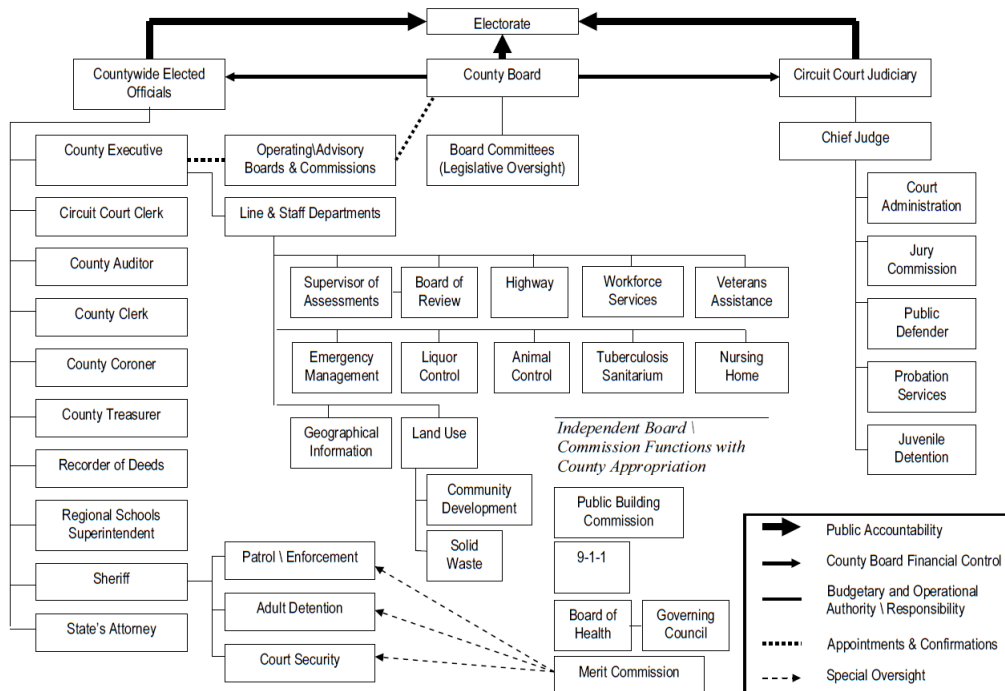 Electorate
Countywide Elected
Officials
County Board
Circuit Court Judiciary
County Executive
Operating\Advisory
Boards & Commissions
Board Committees
(Legislative Oversight)
Chief Judge
Circuit Court Clerk
Line & Staff Departments
Court
Administration
County Auditor
Supervisor of
Assessments
Board of
Review
Highway
Workforce
Services
Veterans
Assistance
Jury
Commission
County Clerk
Public
Defender
County Coroner
Emergency
Management
Liquor
Control
Animal
Control
Tuberculosis
Sanitarium
Nursing
Home
Probation
Services
County Treasurer
Geographical
Information
Land Use
Independent Board \
Commission Functions with
County Appropriation
Juvenile
Detention
Recorder of Deeds
Community
Development
Public Building
Commission
Regional Schools
Superintendent
Solid
Waste
9-1-1
Sheriff
Patrol \ Enforcement
Adult Detention
Court Security
Board of
Health
Governing
Council
State's Attorney
Merit Commission
Public Accountability
County Board Financial Control
Budgetary and Operational
Authority \ Responsibility
Appointments & Confirmations
Special Oversight